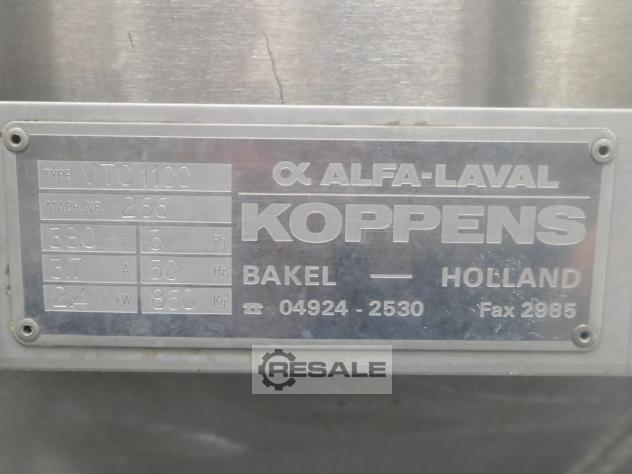 TYPE VTC 1100
MACH.NR. 266
380 V 3 Ph
3.7 A 50 Hz
2.4 kW 850 Kg
α ALFA-LAVAL
KOPPENS
BAKEL — HOLLAND
☎ 04924 - 2530 Fax 2985
RESALE